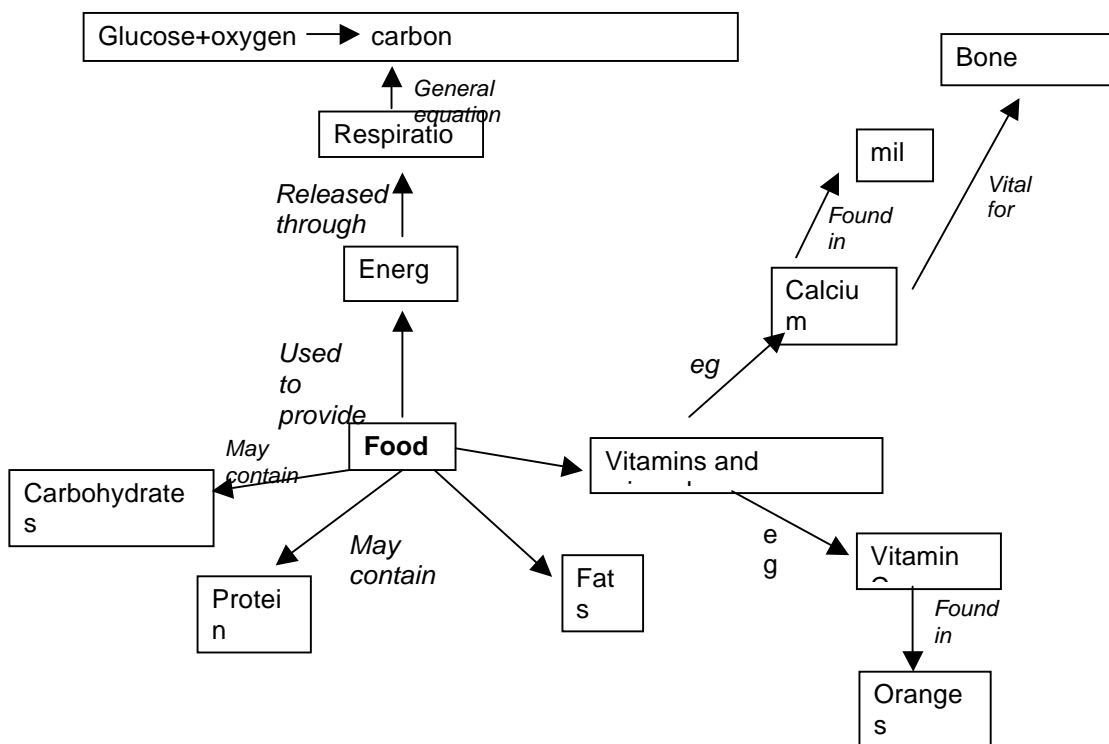 Glucose+oxygen → carbon
Bone
General
equation
Respiratio
mil
Released
through
Vital
for
Found
in
Energ
Calciu
m
Used
to
provide
eg
May
contain
Food
Vitamins and
Carbohydrate
s
May
contain
e
g
Vitamin
Fat
s
Protei
n
Found
in
Orange
s